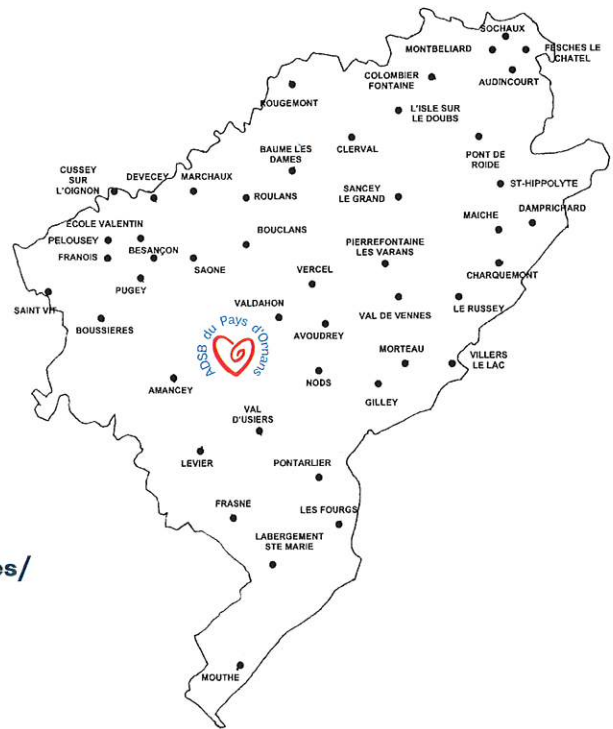 SOCHAUX
MONTBELIARD
FESCHES LE
CHATEL
COLOMBIER
FONTAINE
AUDINCOURT
ROUGEMONT
L'ISLE SUR
LE DOUBS
BAUME LES
DAMES
CLERVAL
PONT DE
ROIDE
CUSSEY
SUR
L'OIGNON
DEVECEY
MARCHAUX
ROULANS
SANCEY
LE GRAND
ST-HIPPOLYTE
DAMPRICHARD
MAICHE
ECOLE VALENTIN
PELOUSEY
FRANOIS
BESANÇON
SAONE
BOUCLANS
PIERREFONTAINE
LES VARANS
CHARQUEMONT
PUGEY
VERCEL
SAINT VIT
BOUSSIERES
VALDAHON
AVOUDREY
VAL DE VENNES
LE RUSSEY
ADSB du Pays d'Ornans
MORTEAU
VILLERS
LE LAC
AMANCEY
NODS
GILLEY
VAL
D'USIERS
LEVIER
PONTARLIER
FRASNE
LES FOURGS
LABERGEMENT
STE MARIE
es/
MOUTHE